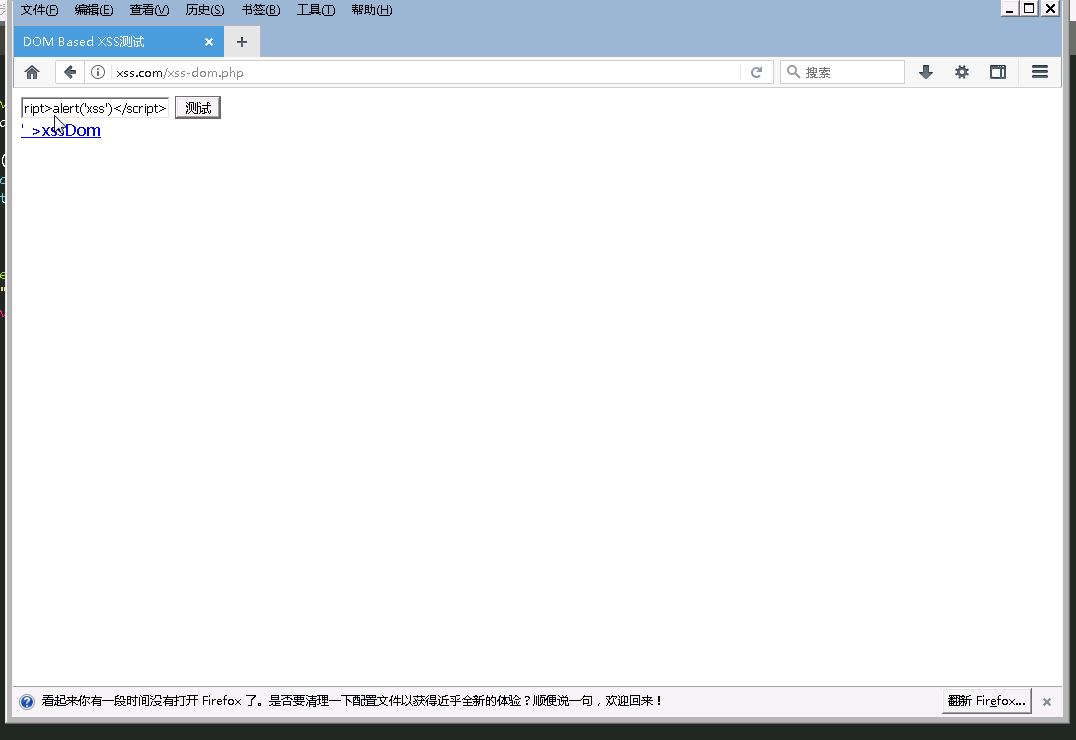 文件(F) 编辑(E) 查看(V) 历史(S) 书签(B) 工具(T) 帮助(H)
DOM Based XSS测试
xss.com/xss-dom.php 搜索
ript>alert('xss')</script> 测试
' >xssDom
看起来你有一段时间没有打开 Firefox 了。是否要清理一下配置文件以获得近乎全新的体验？顺便说一句，欢迎回来！ 翻新 Firefox...